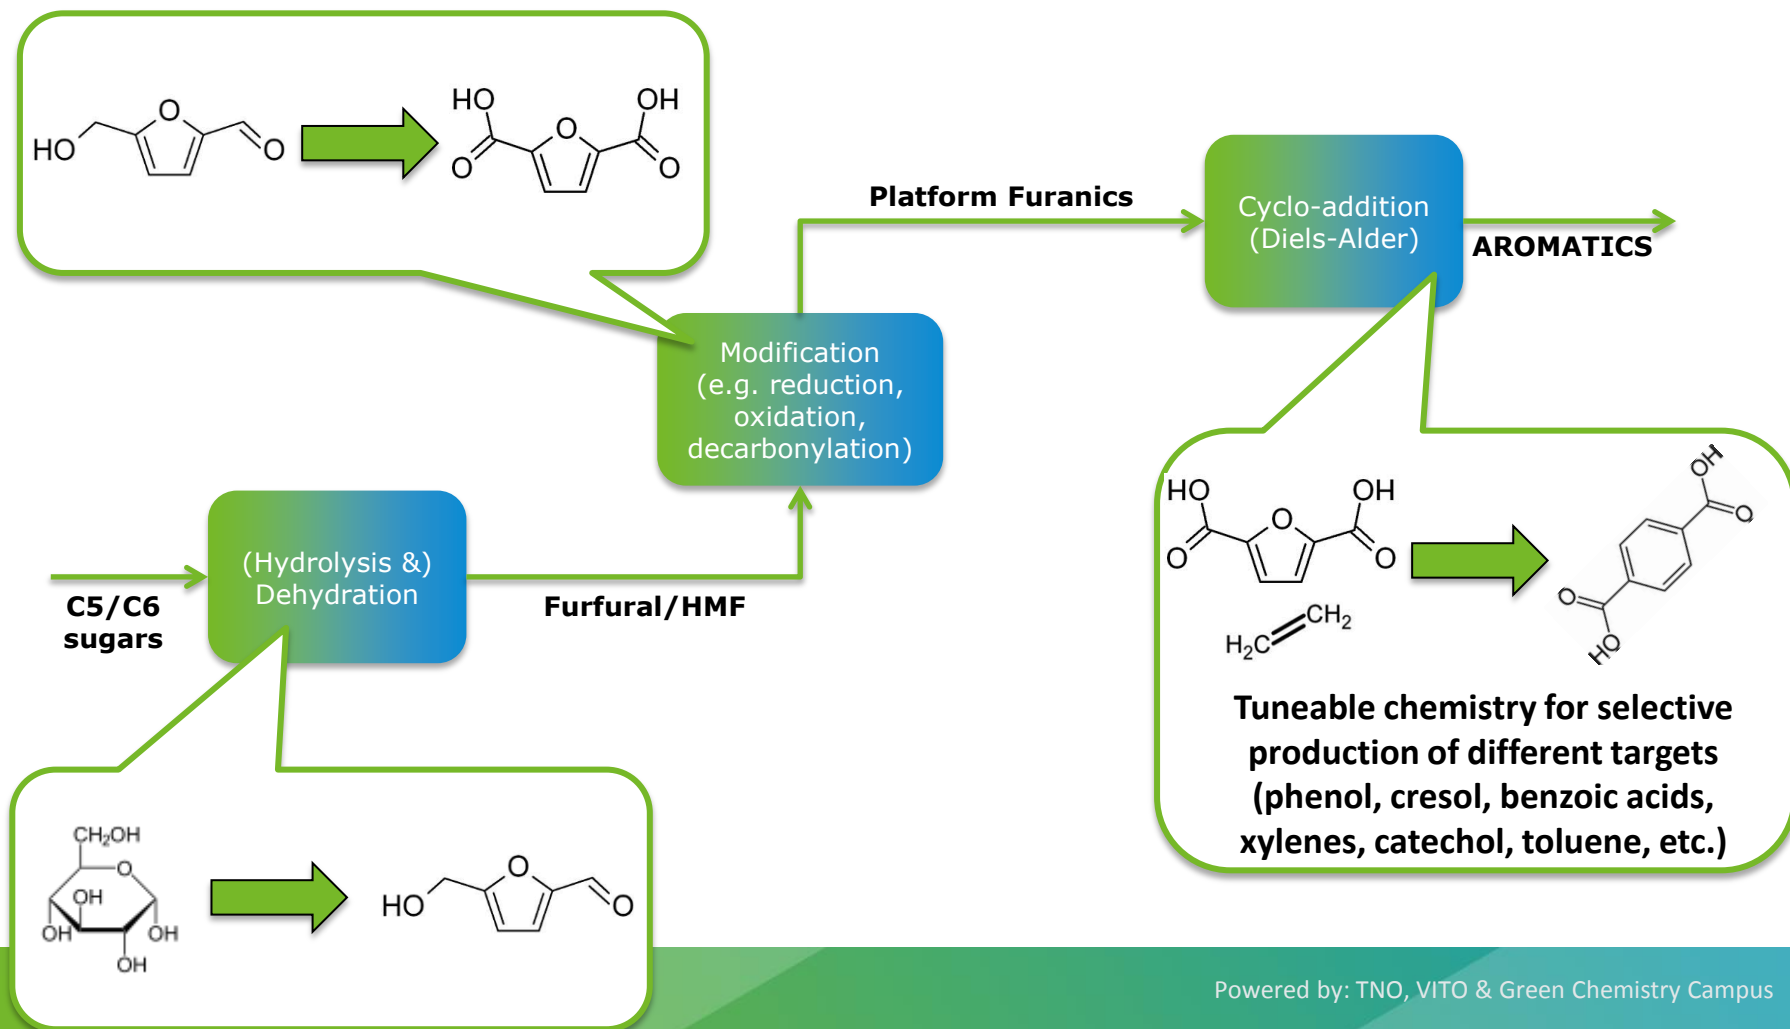 HO
O
O
HO
OH
O
O
O
Platform Furanics
Cyclo-addition
(Diels-Alder)
AROMATICS
Modification
(e.g. reduction,
oxidation,
decarbonylation)
(Hydrolysis &)
Dehydration
C5/C6
sugars
Furfural/HMF
HO
OH
O
O
O
H₂C
CH₂
OH
O
O
HO
Tuneable chemistry for selective
production of different targets
(phenol, cresol, benzoic acids,
xylenes, catechol, toluene, etc.)
CH₂OH
O
OH
OH
OH
OH
HO
O
O
Powered by: TNO, VITO & Green Chemistry Campus